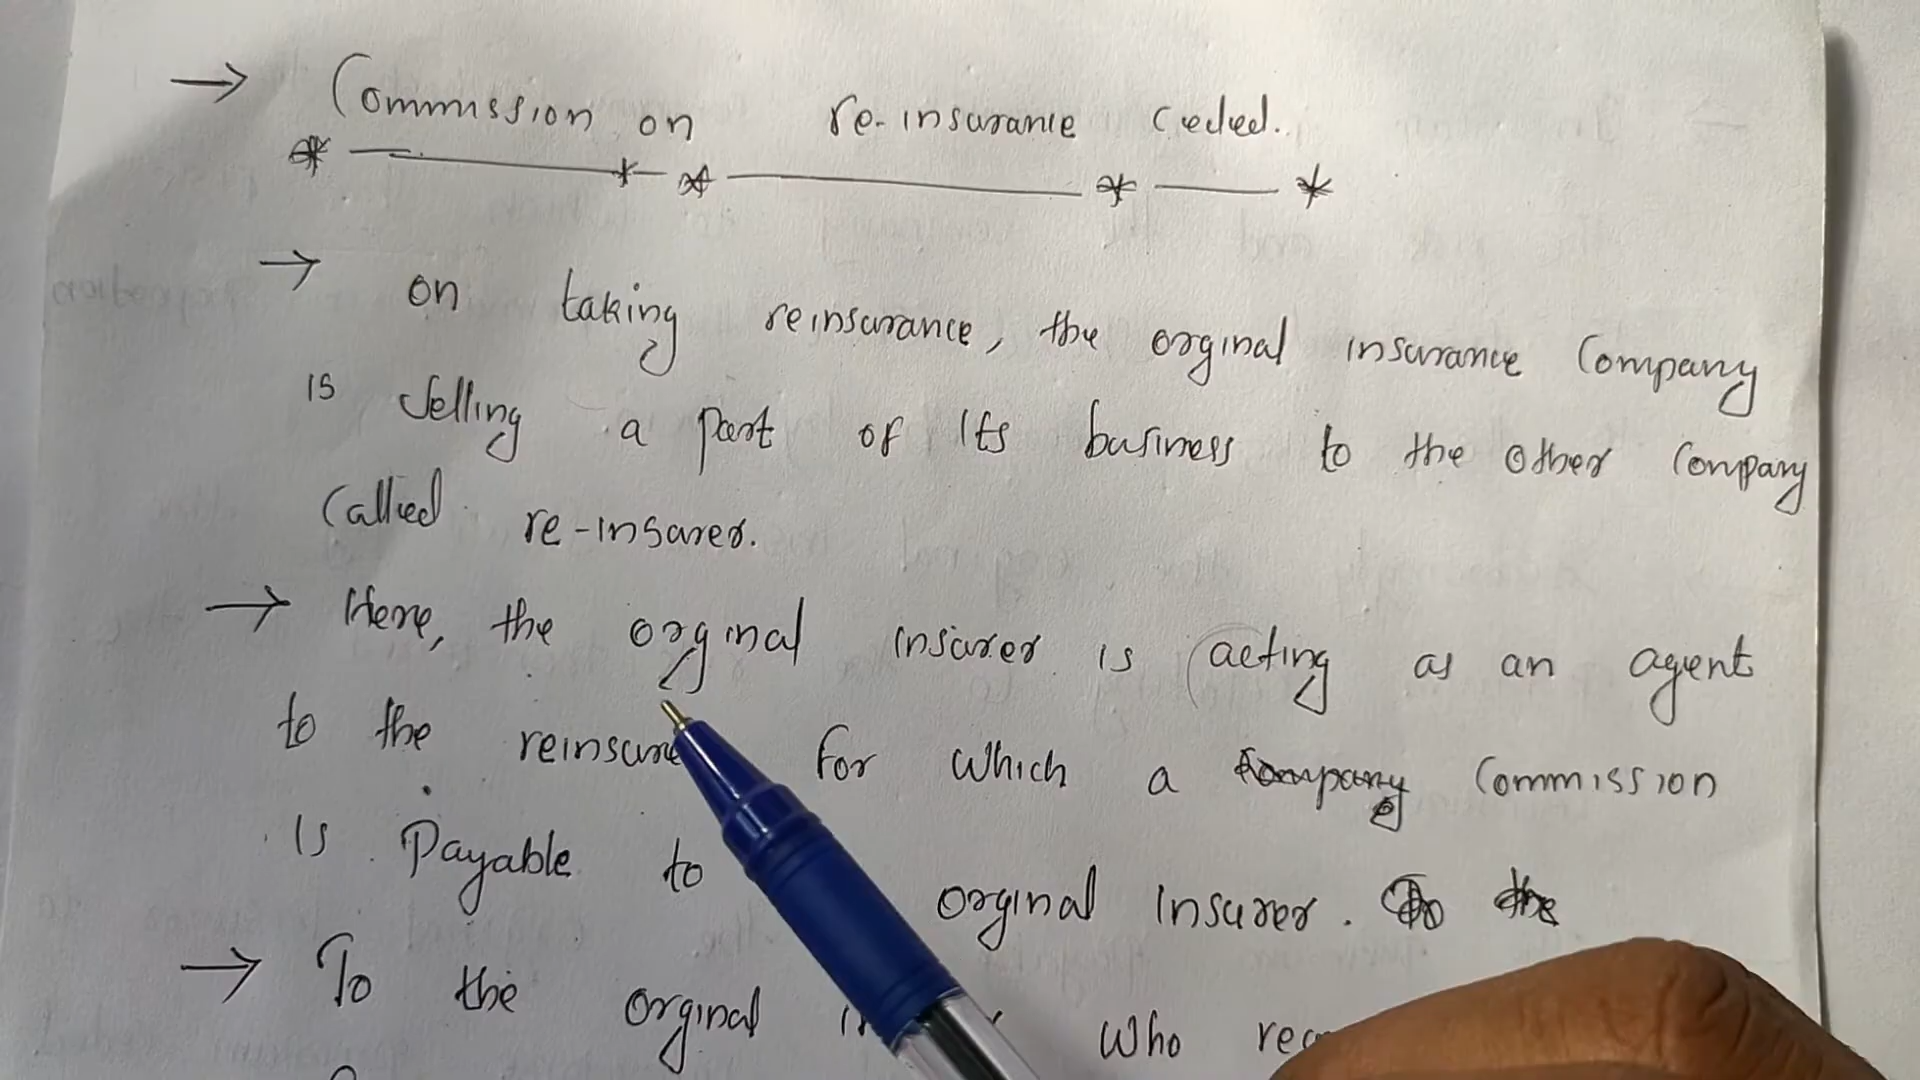 → Commission on re-insurance ceded.
→ on taking reinsurance, the orginal insurance Company
is selling a part of its business to the other Company
called re-insurer.
→ Here, the orginal insurer is acting as an agent
to the for which a company Commission
is Payable to orginal insurer. To the
→ To the orginal who